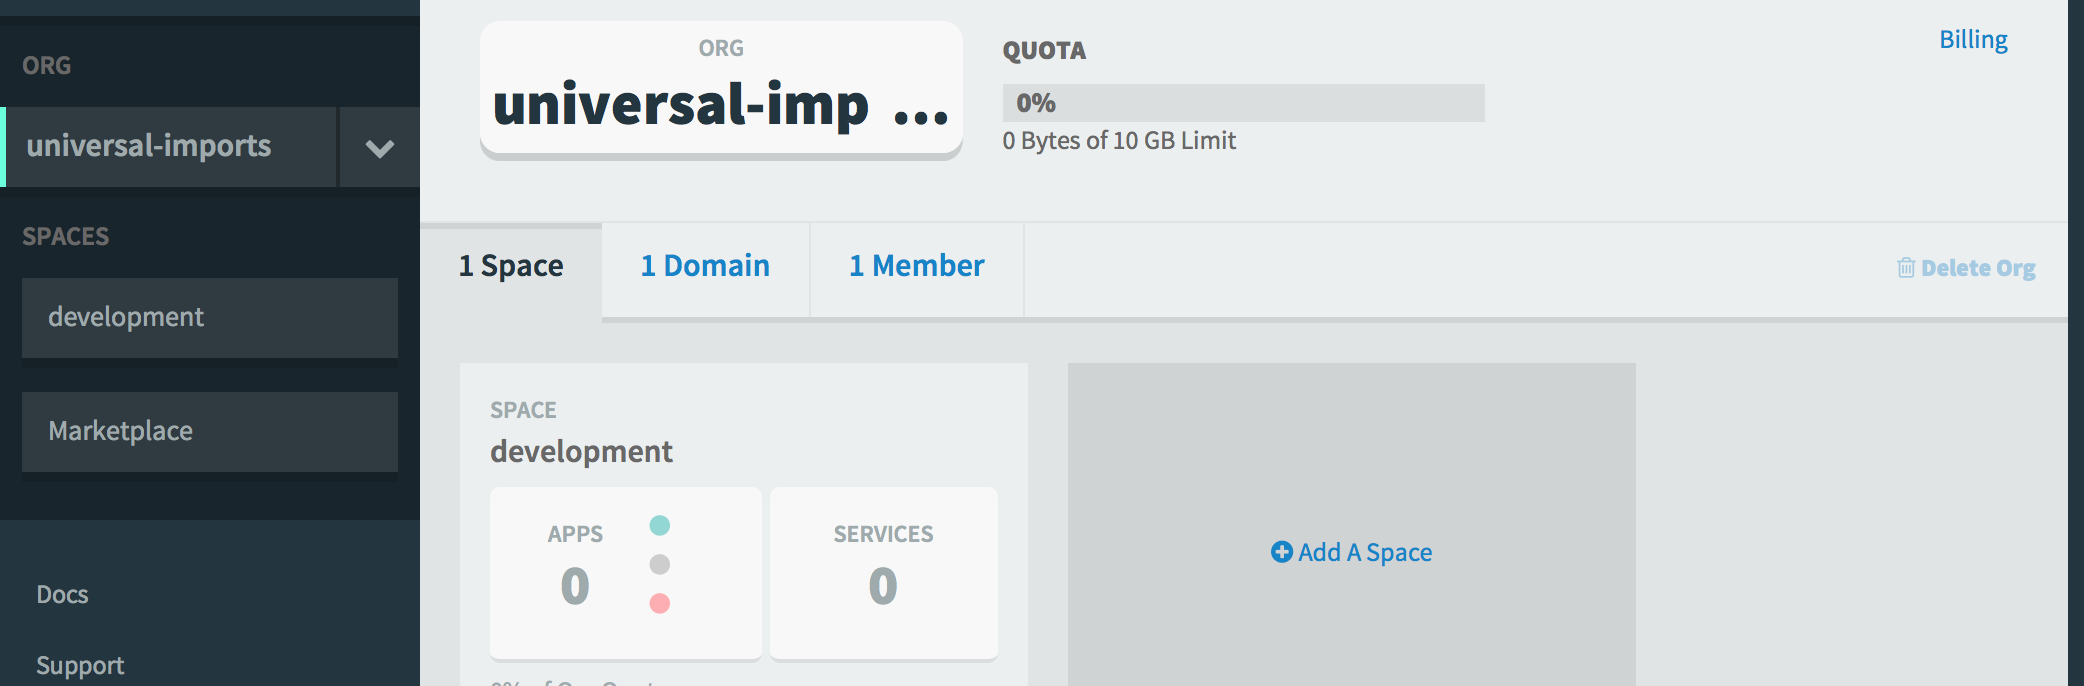 ORG
universal-imports
SPACES
development
Marketplace
Docs
Support
ORG
universal-imp ...
QUOTA
0%
0 Bytes of 10 GB Limit
Billing
1 Space
1 Domain
1 Member
Delete Org
SPACE
development
APPS
0
SERVICES
0
Add A Space